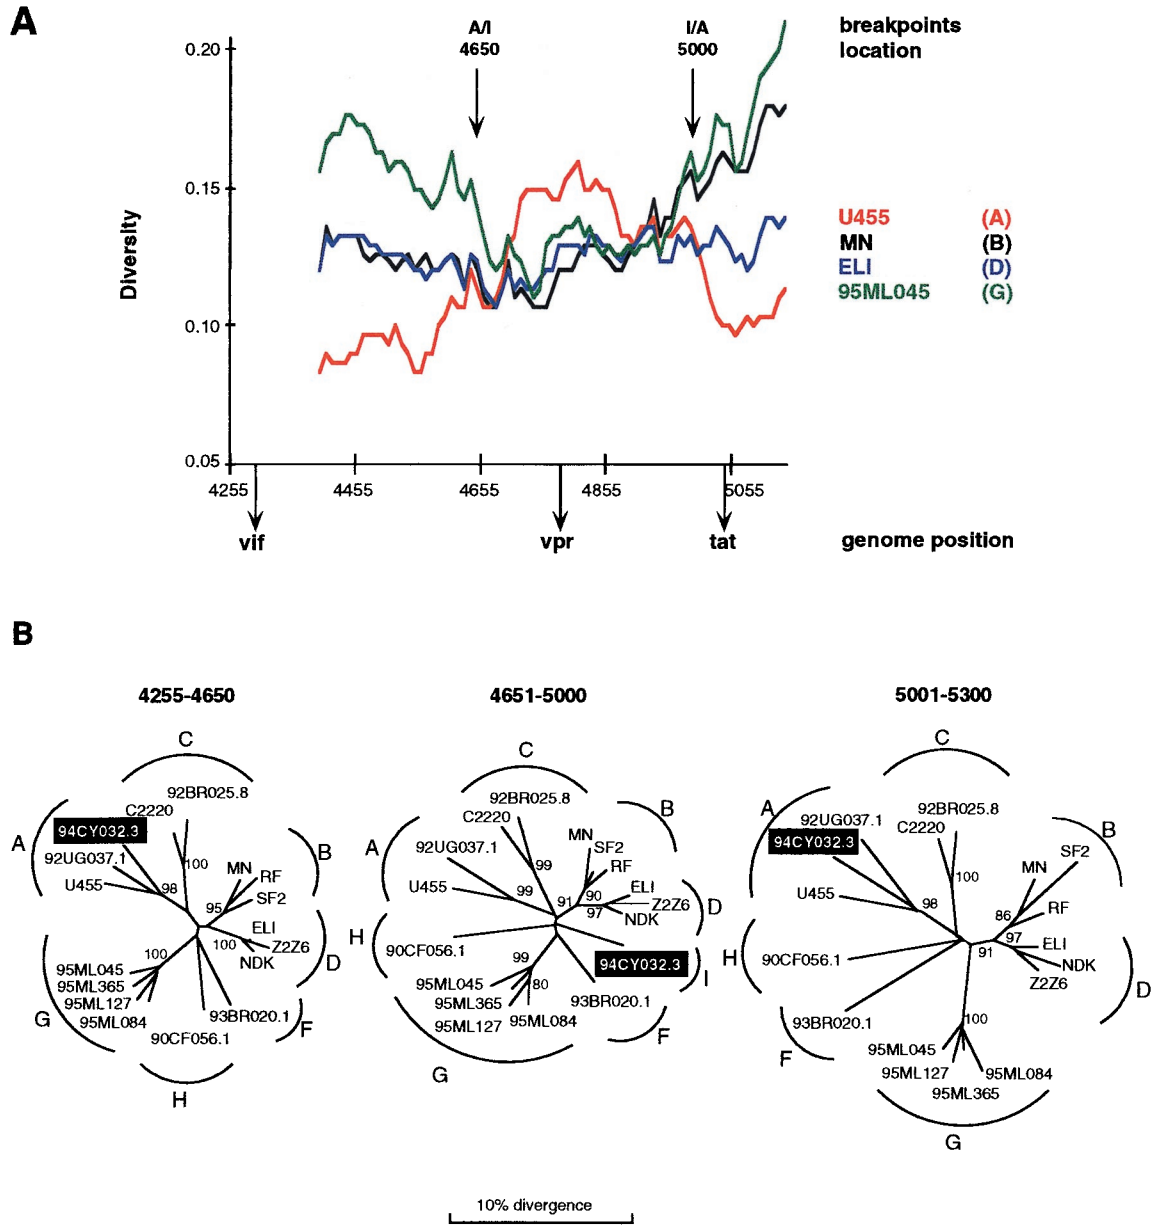 A
A/I
4650
I/A
5000
breakpoints
location
0.20
0.15
0.10
0.05
Diversity
U455 (A)
MN (B)
ELI (D)
95ML045 (G)
4255 4455 4655 4855 5055
vif vpr tat genome position
B
4255-4650
C
92BR025.8
C2220
A
94CY032.3
92UG037.1
U455
98
100
B
MN
RF
SF2
95
ELI
Z2Z6
NDK
100
D
100
95ML045
95ML365
95ML127
95ML084
G
93BR020.1
F
90CF056.1
H
4651-5000
C
92BR025.8
C2220
99
A
92UG037.1
U455
99
B
MN
SF2
RF
90
91
ELI
Z2Z6
NDK
97
D
H
90CF056.1
94CY032.3
I
99
80
95ML045
95ML365
95ML127
95ML084
G
93BR020.1
F
5001-5300
C
92BR025.8
C2220
100
A
92UG037.1
94CY032.3
U455
98
B
SF2
MN
RF
86
97
91
ELI
NDK
Z2Z6
D
H
90CF056.1
93BR020.1
F
100
95ML045
95ML127
95ML084
95ML365
G
10% divergence